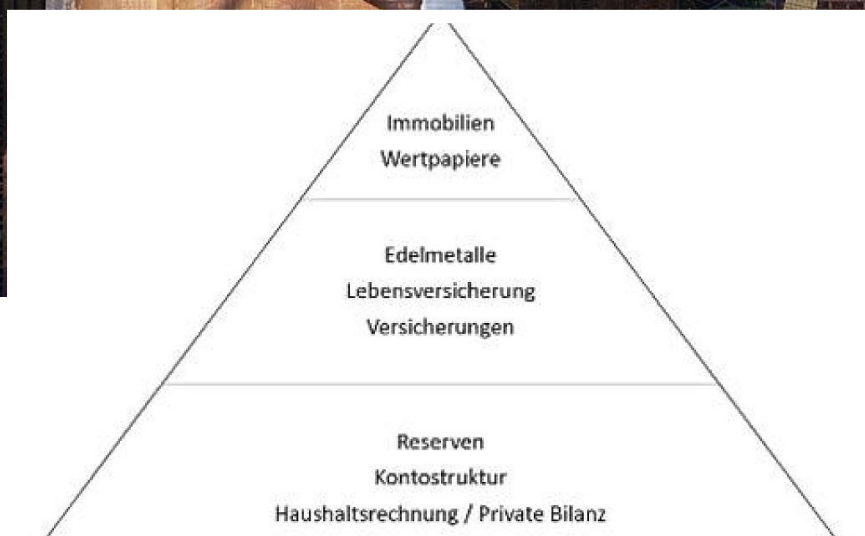 Immobilien
Wertpapiere
Edelmetalle
Lebensversicherung
Versicherungen
Reserven
Kontostruktur
Haushaltsrechnung / Private Bilanz